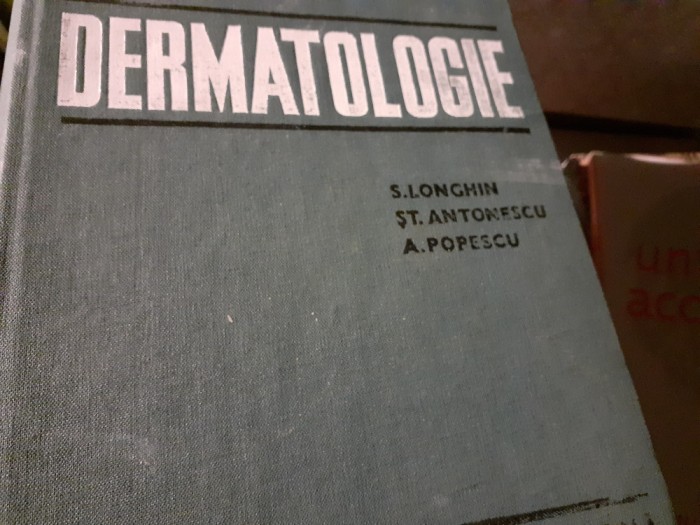 DERMATOLOGIE
S.LONGHIN
ȘT. ANTONESCU
A.POPESCU